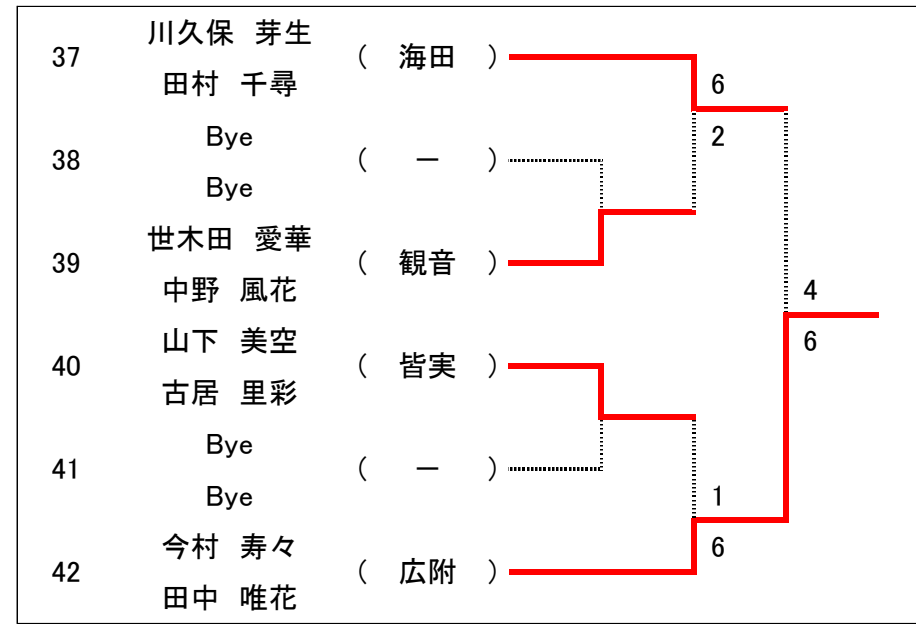 川久保 芽生
37 ( 海田 )
田村 千尋
6
2
Bye
38 ( ー )
Bye
世木田 愛華
39 ( 観音 )
中野 風花
4
6
山下 美空
40 ( 皆実 )
古居 里彩
Bye
41 ( ー )
Bye
1
6
今村 寿々
42 ( 広附 )
田中 唯花